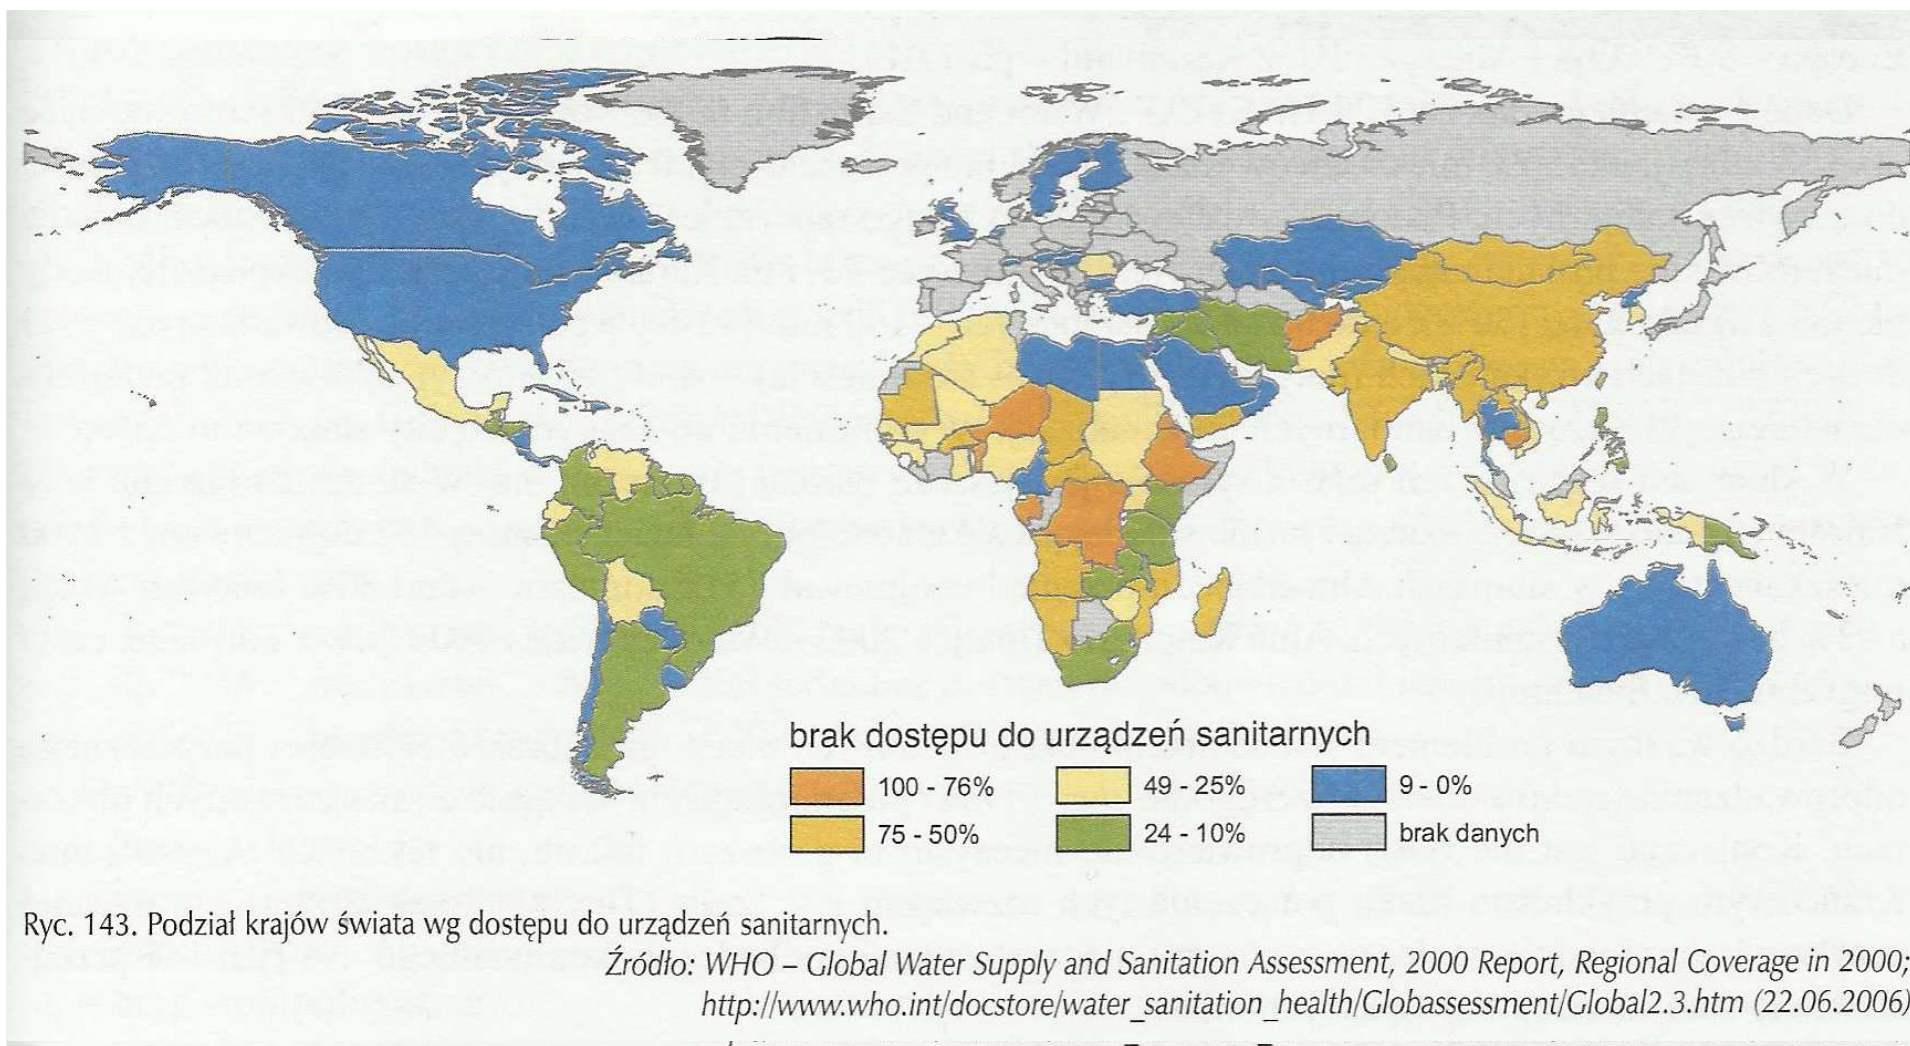 brak dostępu do urządzeń sanitarnych
100 - 76%
49 - 25%
9 - 0%
75 - 50%
24 - 10%
brak danych
Ryc. 143. Podział krajów świata wg dostępu do urządzeń sanitarnych.
Źródło: WHO – Global Water Supply and Sanitation Assessment, 2000 Report, Regional Coverage in 2000;
http://www.who.int/docstore/water_sanitation_health/Globassessment/Global2.3.htm (22.06.2006)